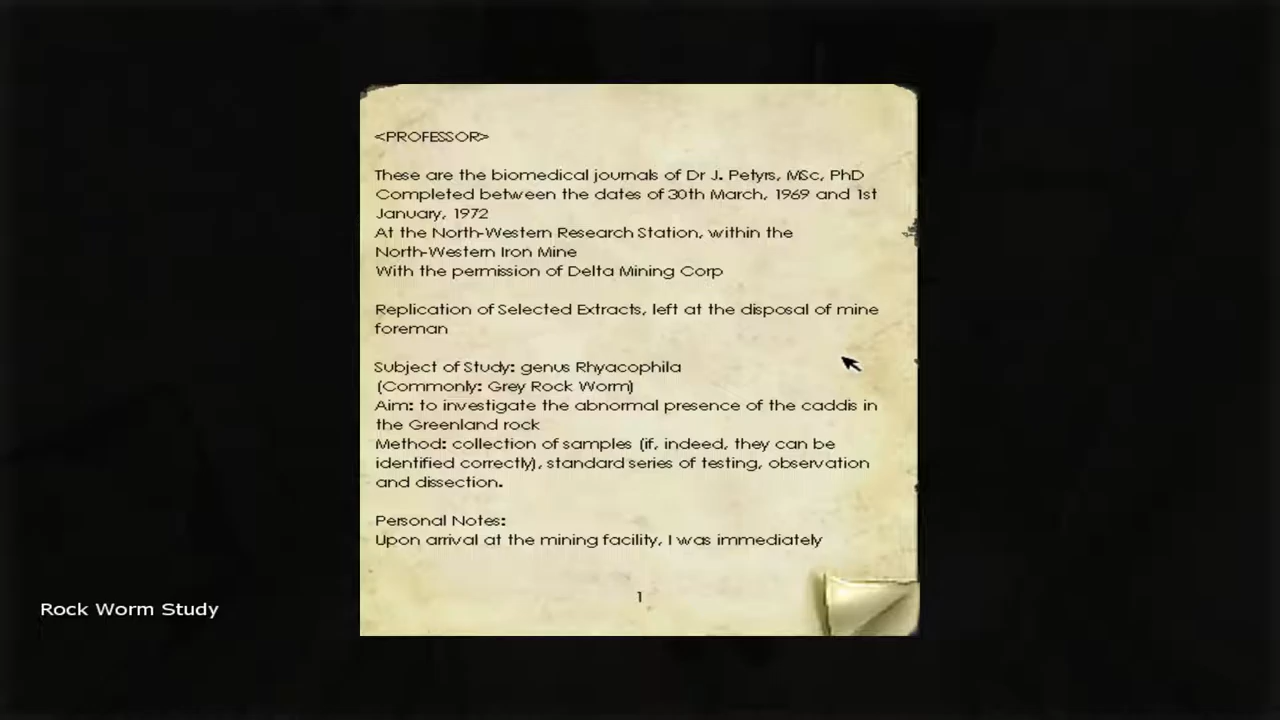 <PROFESSOR>
These are the biomedical journals of Dr J. Petyrs, MSc, PhD
Completed between the dates of 30th March, 1969 and 1st
January, 1972
At the North-Western Research Station, within the
North-Western Iron Mine
With the permission of Delta Mining Corp
Replication of Selected Extracts, left at the disposal of mine
foreman
Subject of Study: genus Rhyacophila
(Commonly: Grey Rock Worm)
Aim: to investigate the abnormal presence of the caddis in
the Greenland rock
Method: collection of samples (if, indeed, they can be
identified correctly), standard series of testing, observation
and dissection.
Personal Notes:
Upon arrival at the mining facility, I was immediately
1
Rock Worm Study